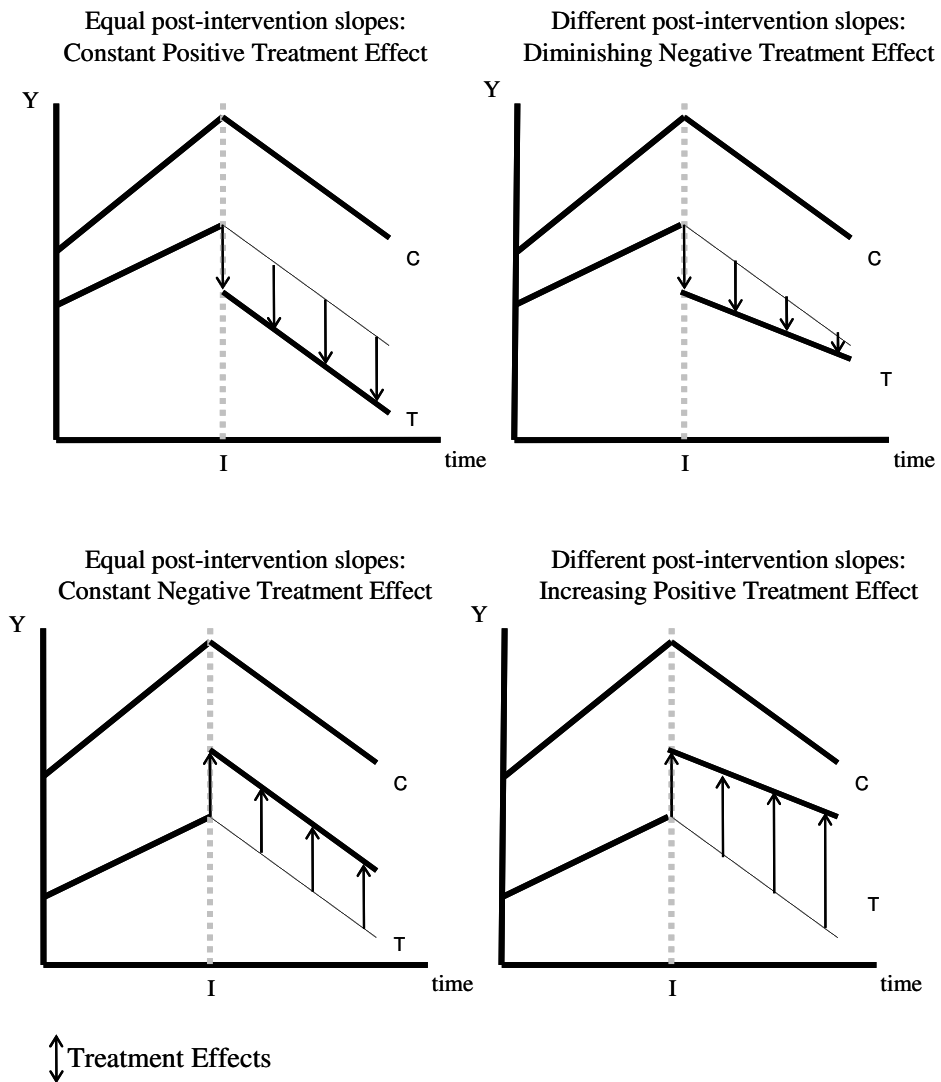 Equal post-intervention slopes:
Constant Positive Treatment Effect
Y
C
T
I
time
Different post-intervention slopes:
Diminishing Negative Treatment Effect
Y
C
T
I
time
Equal post-intervention slopes:
Constant Negative Treatment Effect
Y
C
T
I
time
Different post-intervention slopes:
Increasing Positive Treatment Effect
Y
C
T
I
time
Treatment Effects